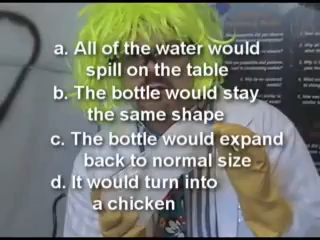 a. All of the water would
spill on the table
b. The bottle would stay
the same shape
c. The bottle would expand
back to normal size
d. It would turn into
a chicken